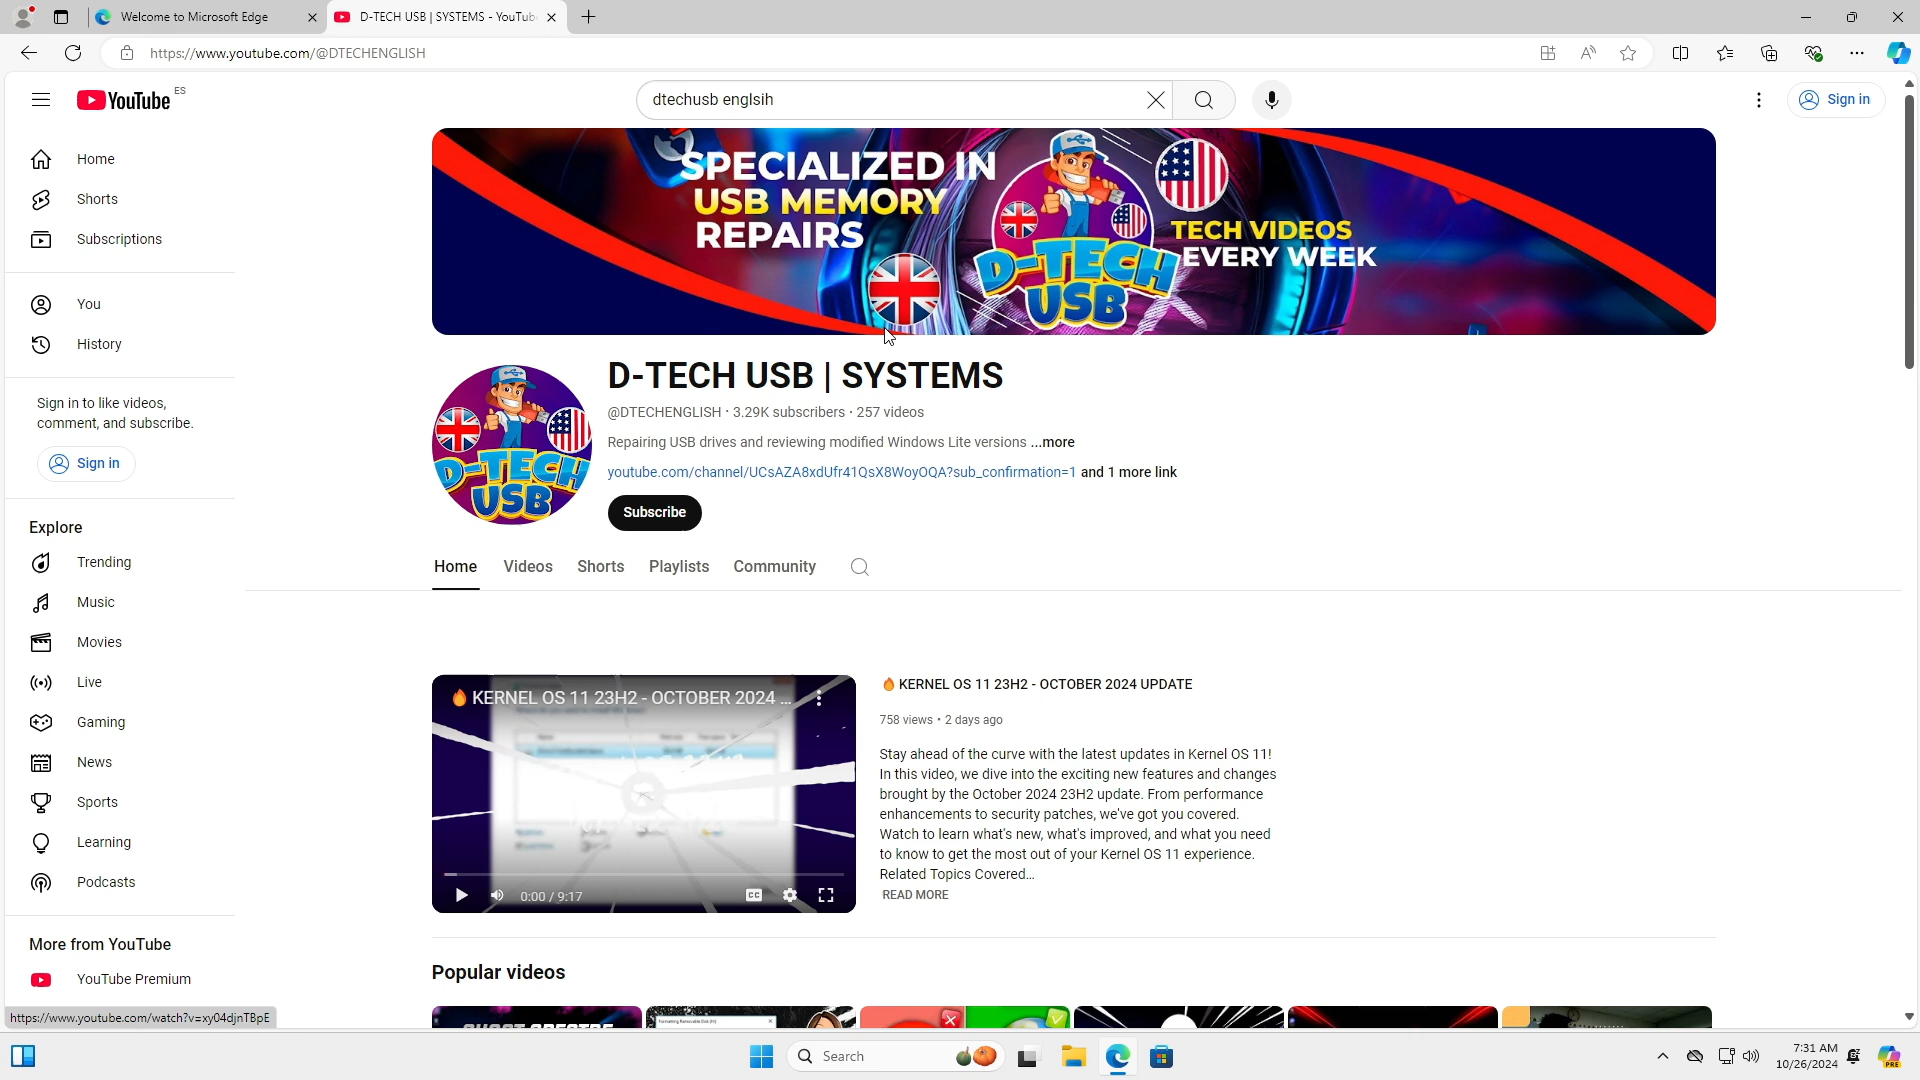 Welcome to Microsoft Edge
D-TECH USB | SYSTEMS - YouTub
https://www.youtube.com/@DTECHENGLISH
YouTube ES
dtechusb englsih
Sign in
Home
Shorts
Subscriptions
You
History
Sign in to like videos,
comment, and subscribe.
Sign in
Explore
Trending
Music
Movies
Live
Gaming
News
Sports
Learning
Podcasts
More from YouTube
YouTube Premium
https://www.youtube.com/watch?v=xy04djnTBpE
SPECIALIZED IN
USB MEMORY
REPAIRS
D-TECH
USB
TECH VIDEOS
EVERY WEEK
D-TECH
USB
D-TECH USB | SYSTEMS
@DTECHENGLISH · 3.29K subscribers · 257 videos
Repairing USB drives and reviewing modified Windows Lite versions ...more
youtube.com/channel/UCsAZA8xdUfr41QsX8WoyOQA?sub_confirmation=1 and 1 more link
Subscribe
Home Videos Shorts Playlists Community
🔥 KERNEL OS 11 23H2 - OCTOBER 2024 ...
0:00 / 9:17
CC
🔥 KERNEL OS 11 23H2 - OCTOBER 2024 UPDATE
758 views • 2 days ago
Stay ahead of the curve with the latest updates in Kernel OS 11!
In this video, we dive into the exciting new features and changes
brought by the October 2024 23H2 update. From performance
enhancements to security patches, we've got you covered.
Watch to learn what's new, what's improved, and what you need
to know to get the most out of your Kernel OS 11 experience.
Related Topics Covered...
READ MORE
Popular videos
Search
7:31 AM
10/26/2024
PRE